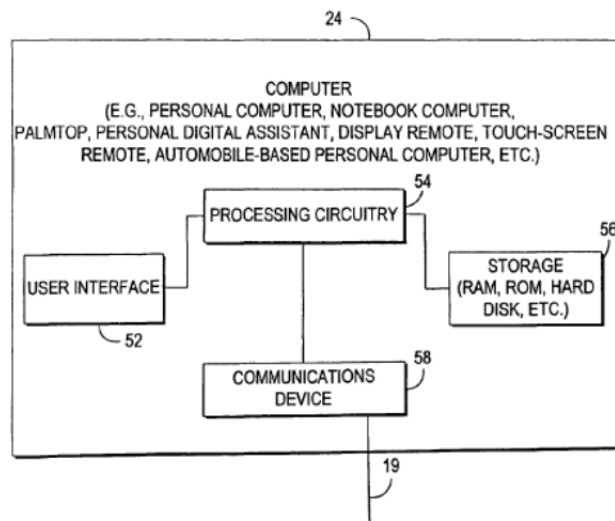 24
COMPUTER
(E.G., PERSONAL COMPUTER, NOTEBOOK COMPUTER,
PALMTOP, PERSONAL DIGITAL ASSISTANT, DISPLAY REMOTE, TOUCH-SCREEN
REMOTE, AUTOMOBILE-BASED PERSONAL COMPUTER, ETC.)
54
PROCESSING CIRCUITRY
56
USER INTERFACE
STORAGE
(RAM, ROM, HARD
DISK, ETC.)
52
58
COMMUNICATIONS
DEVICE
19